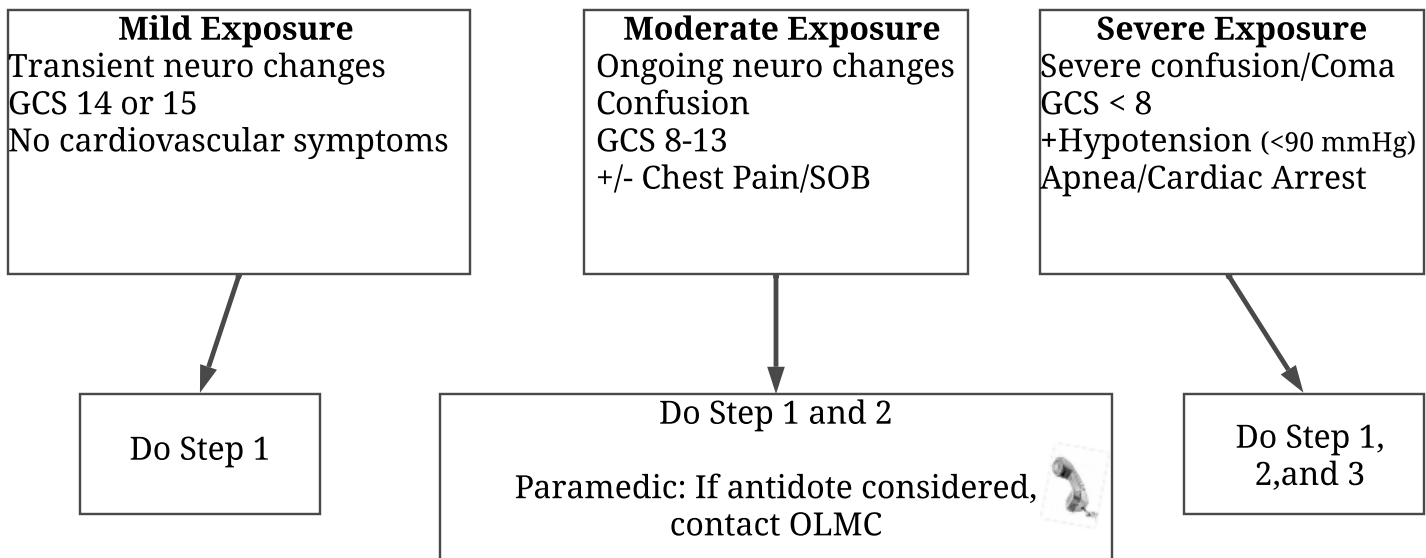 Mild Exposure
Transient neuro changes
GCS 14 or 15
No cardiovascular symptoms
Moderate Exposure
Ongoing neuro changes
Confusion
GCS 8-13
+/- Chest Pain/SOB
Severe Exposure
Severe confusion/Coma
GCS < 8
+Hypotension (<90 mmHg)
Apnea/Cardiac Arrest
Do Step 1
Do Step 1 and 2
Paramedic: If antidote considered,
contact OLMC
Do Step 1,
2,and 3